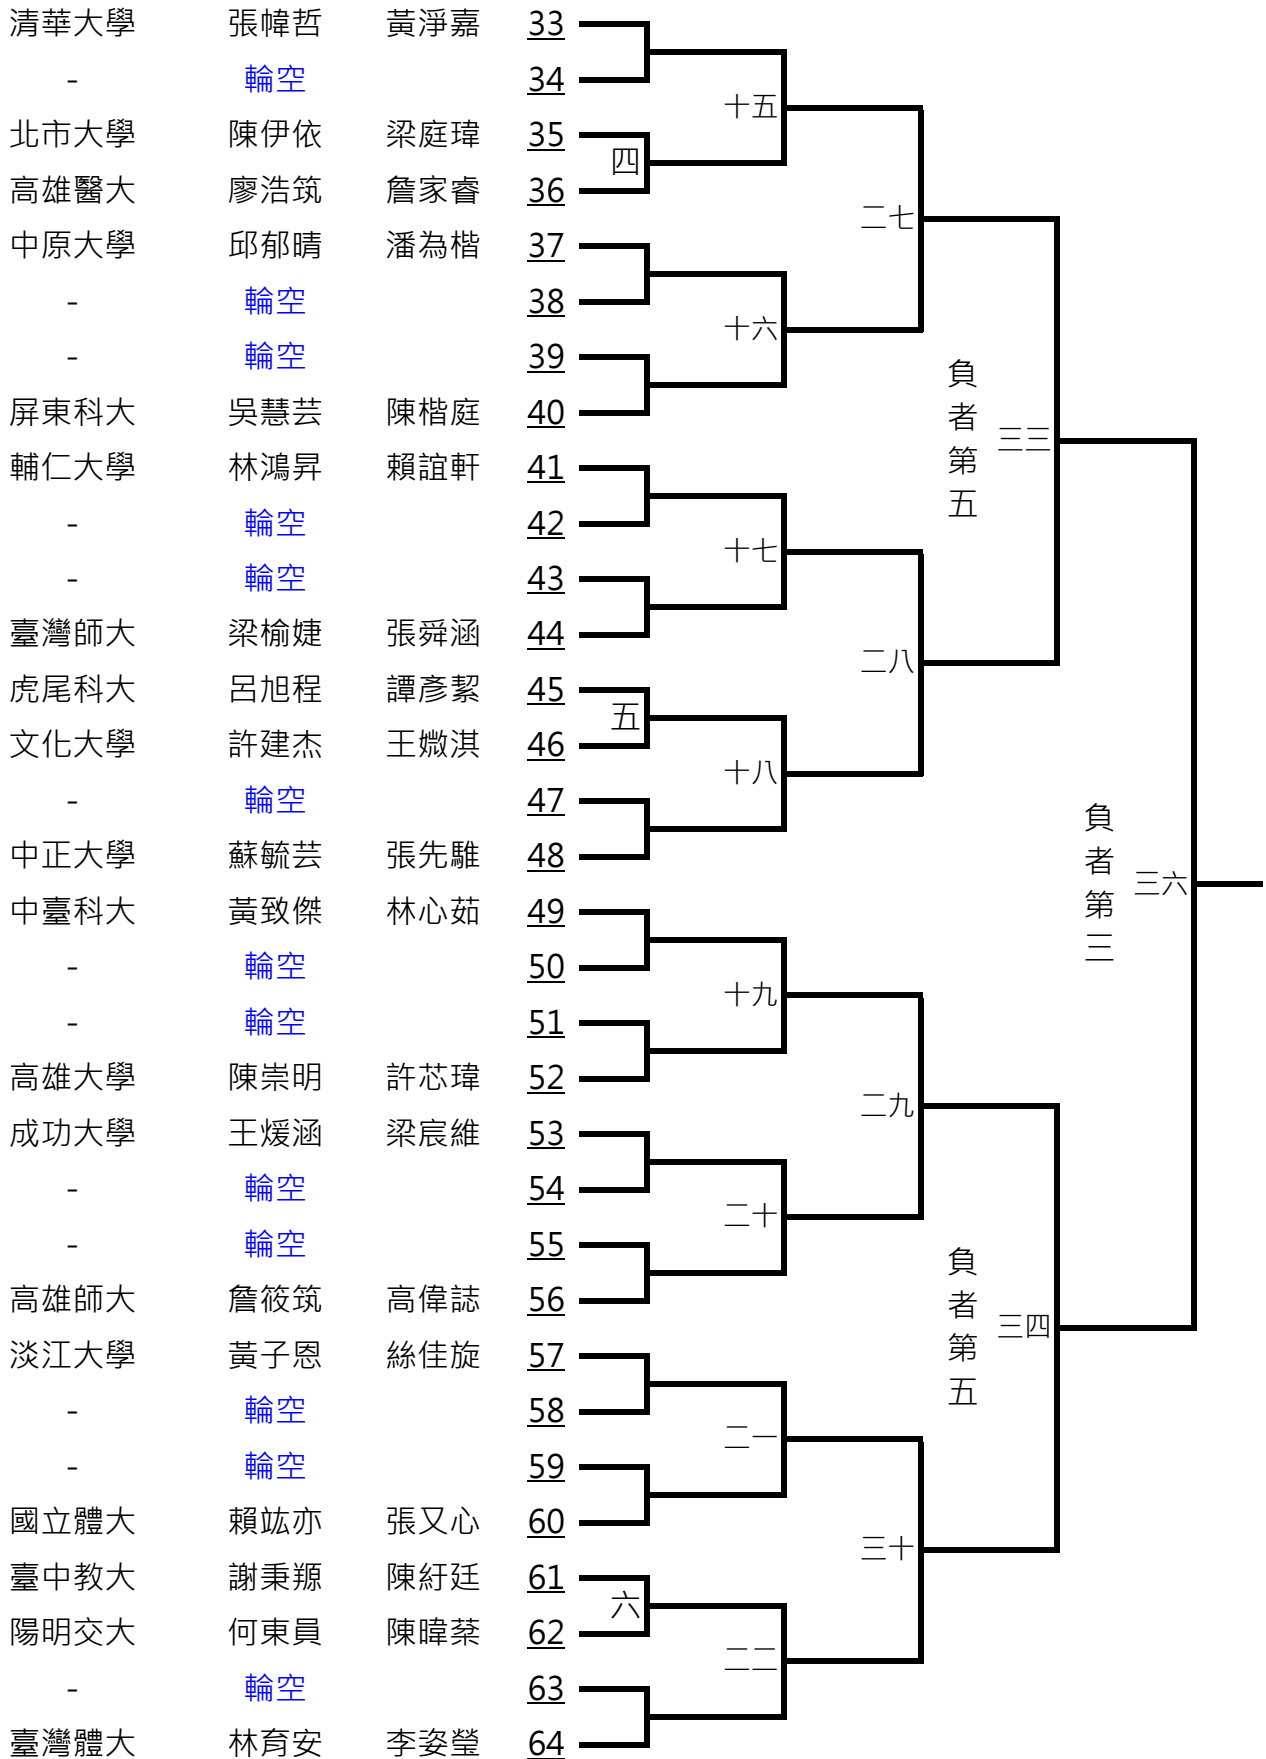 清華大學 張幃哲 黃淨嘉 33
- 輪空 34
十五
北市大學 陳伊依 梁庭瑋 35
四
高雄醫大 廖浩筑 詹家睿 36
二七
中原大學 邱郁晴 潘為楷 37
- 輪空 38
十六
- 輪空 39
負者第五
屏東科大 吳慧芸 陳楷庭 40
三三
輔仁大學 林鴻昇 賴誼軒 41
- 輪空 42
十七
- 輪空 43
臺灣師大 梁榆婕 張舜涵 44
二八
虎尾科大 呂旭程 譚彥絜 45
五
文化大學 許建杰 王媺淇 46
十八
- 輪空 47
負者第三
中正大學 蘇毓芸 張先騅 48
三六
中臺科大 黃致傑 林心茹 49
- 輪空 50
十九
- 輪空 51
高雄大學 陳崇明 許芯瑋 52
二九
成功大學 王煖涵 梁宸維 53
- 輪空 54
二十
- 輪空 55
負者第五
高雄師大 詹筱筑 高偉誌 56
三四
淡江大學 黃子恩 絲佳旋 57
- 輪空 58
二一
- 輪空 59
國立體大 賴竑亦 張又心 60
三十
臺中教大 謝秉羱 陳紆廷 61
六
陽明交大 何東員 陳暐棻 62
二二
- 輪空 63
臺灣體大 林育安 李姿瑩 64